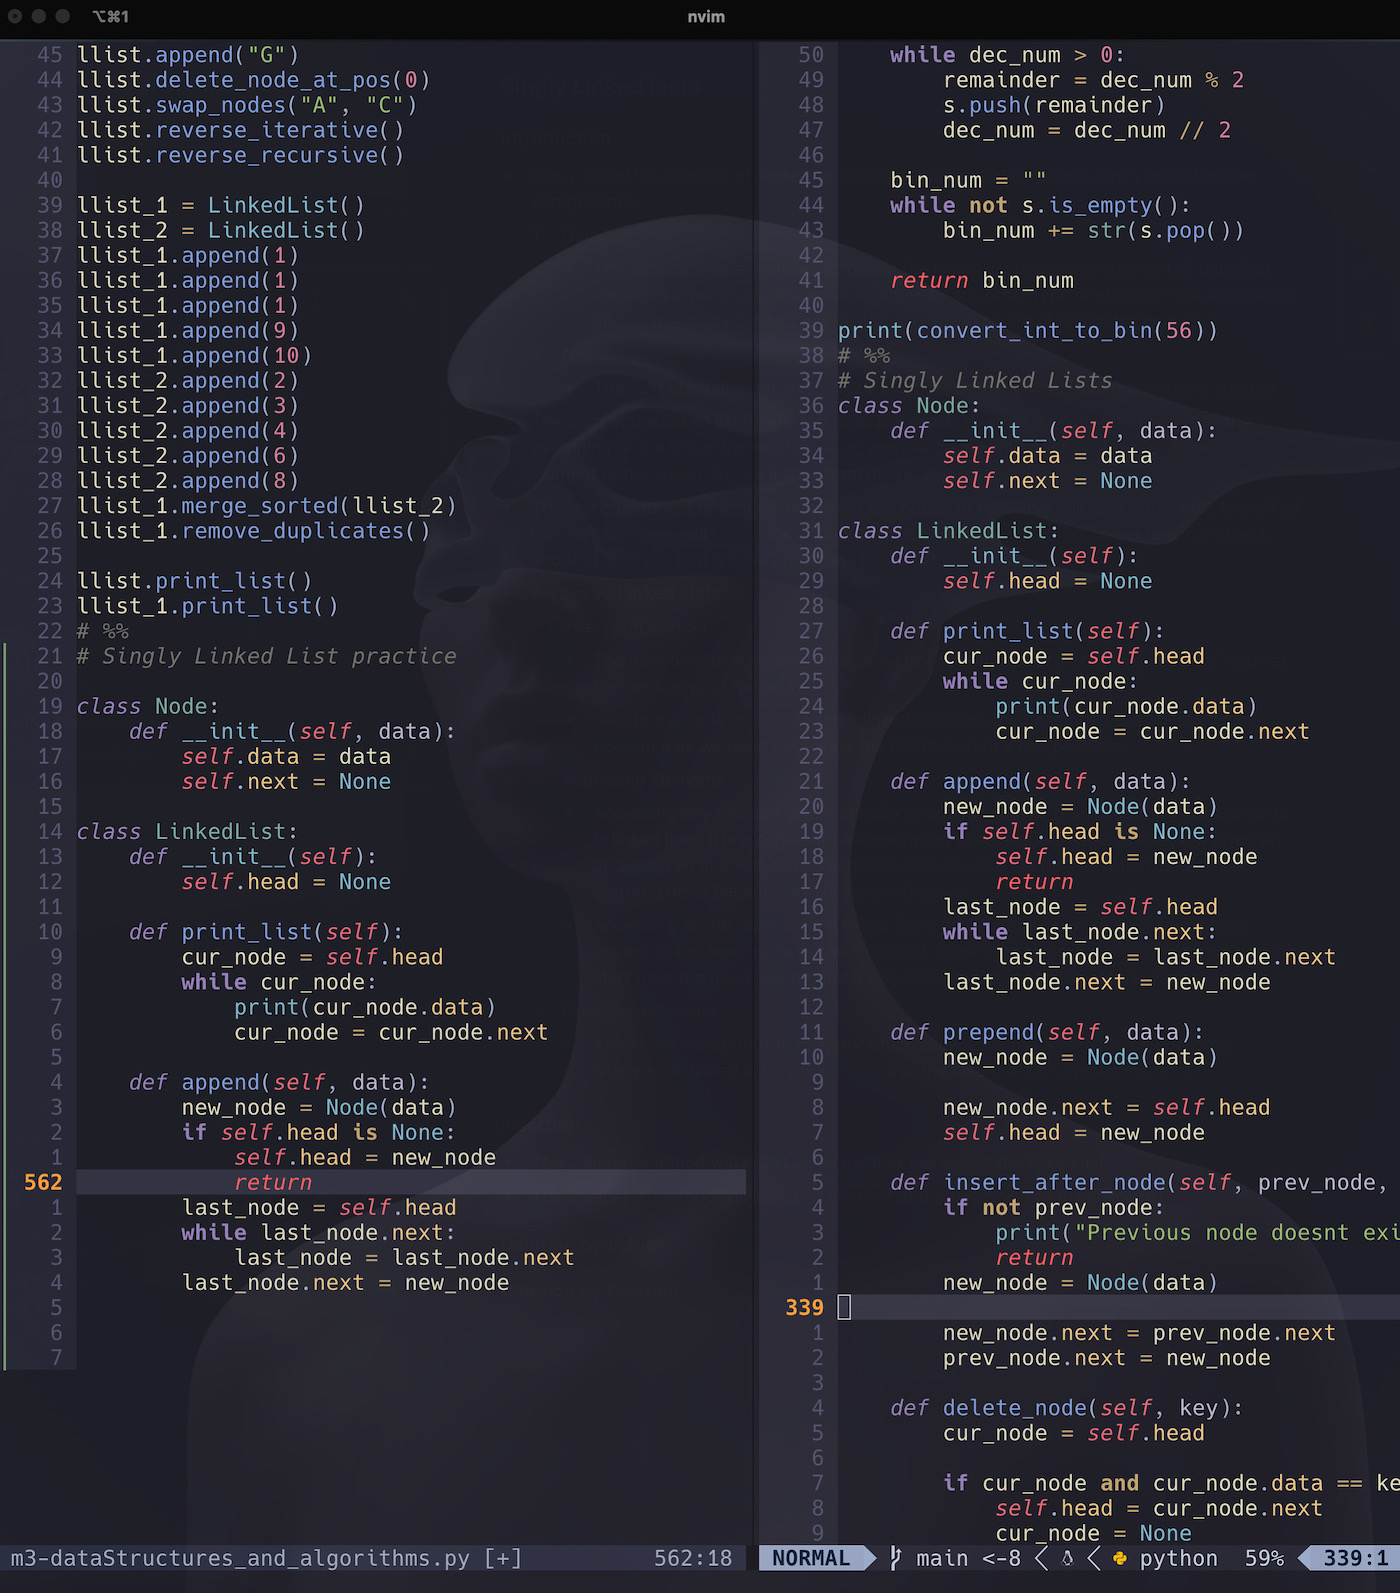 ⌥⌘1
nvim
45 llist.append("G")
44 llist.delete_node_at_pos(0)
43 llist.swap_nodes("A", "C")
42 llist.reverse_iterative()
41 llist.reverse_recursive()
40
39 llist_1 = LinkedList()
38 llist_2 = LinkedList()
37 llist_1.append(1)
36 llist_1.append(1)
35 llist_1.append(1)
34 llist_1.append(9)
33 llist_1.append(10)
32 llist_2.append(2)
31 llist_2.append(3)
30 llist_2.append(4)
29 llist_2.append(6)
28 llist_2.append(8)
27 llist_1.merge_sorted(llist_2)
26 llist_1.remove_duplicates()
25
24 llist.print_list()
23 llist_1.print_list()
22 # %%
21 # Singly Linked List practice
20
19 class Node:
18     def __init__(self, data):
17         self.data = data
16         self.next = None
15
14 class LinkedList:
13     def __init__(self):
12         self.head = None
11
10     def print_list(self):
9         cur_node = self.head
8         while cur_node:
7             print(cur_node.data)
6             cur_node = cur_node.next
5
4     def append(self, data):
3         new_node = Node(data)
2         if self.head is None:
1             self.head = new_node
562             return
1         last_node = self.head
2         while last_node.next:
3             last_node = last_node.next
4         last_node.next = new_node
5
6
7
m3-dataStructures_and_algorithms.py [+] 562:18
50     while dec_num > 0:
49         remainder = dec_num % 2
48         s.push(remainder)
47         dec_num = dec_num // 2
46
45     bin_num = ""
44     while not s.is_empty():
43         bin_num += str(s.pop())
42
41     return bin_num
40
39 print(convert_int_to_bin(56))
38 # %%
37 # Singly Linked Lists
36 class Node:
35     def __init__(self, data):
34         self.data = data
33         self.next = None
32
31 class LinkedList:
30     def __init__(self):
29         self.head = None
28
27     def print_list(self):
26         cur_node = self.head
25         while cur_node:
24             print(cur_node.data)
23             cur_node = cur_node.next
22
21     def append(self, data):
20         new_node = Node(data)
19         if self.head is None:
18             self.head = new_node
17             return
16         last_node = self.head
15         while last_node.next:
14             last_node = last_node.next
13         last_node.next = new_node
12
11     def prepend(self, data):
10         new_node = Node(data)
9
8         new_node.next = self.head
7         self.head = new_node
6
5     def insert_after_node(self, prev_node,
4         if not prev_node:
3             print("Previous node doesnt exi
2             return
1         new_node = Node(data)
339
1         new_node.next = prev_node.next
2         prev_node.next = new_node
3
4     def delete_node(self, key):
5         cur_node = self.head
6
7         if cur_node and cur_node.data == ke
8             self.head = cur_node.next
9             cur_node = None
NORMAL main <-8 python 59% 339:1